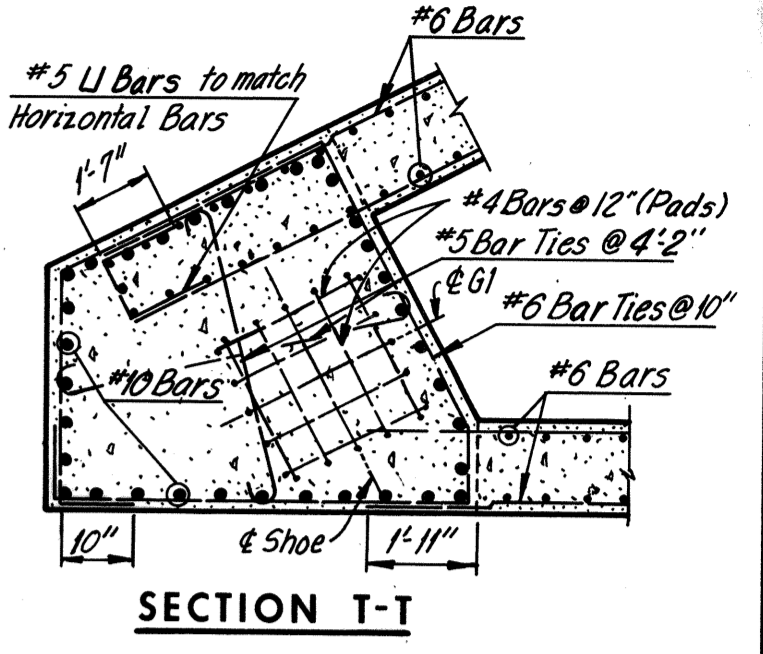 #6 Bars
#5 U Bars to match
Horizontal Bars
1'-7"
#4 Bars @ 12" (Pads)
#5 Bar Ties @ 4'-2"
℄ G1
#6 Bar Ties @ 10"
#10 Bars
#6 Bars
10"
℄ Shoe
1'-11"
SECTION T-T